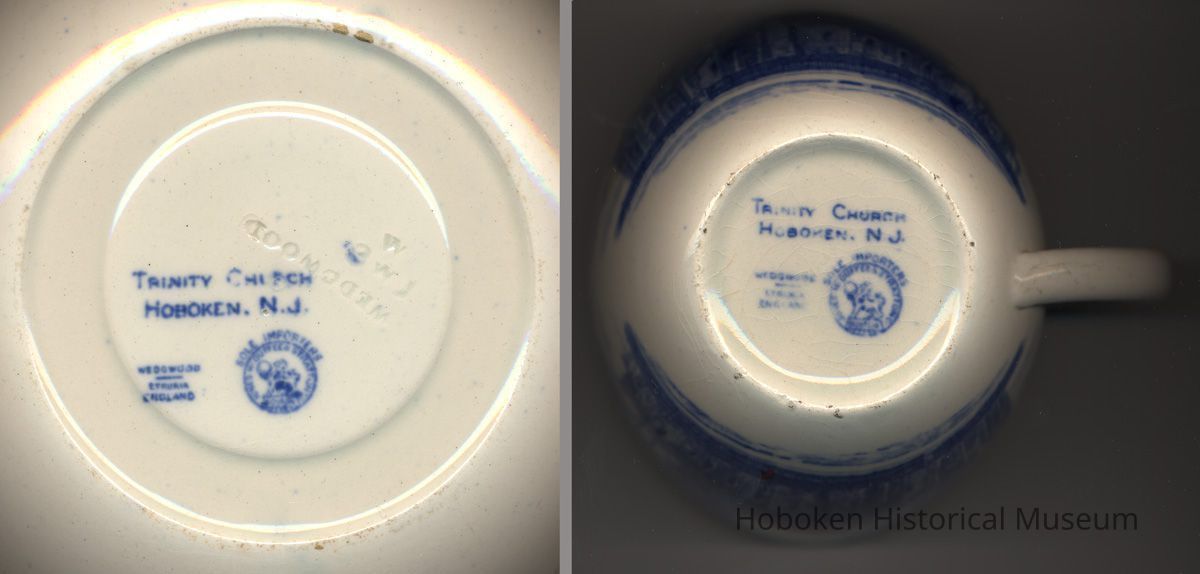 WEDGWOOD
W
TRINITY CHURCH
HOBOKEN, N.J.
SOLE IMPORTERS
WEDGWOOD
ETRURIA
ENGLAND
TRINITY CHURCH
HOBOKEN, N.J.
SOLE IMPORTERS
WEDGWOOD
ETRURIA
ENGLAND
Hoboken Historical Museum